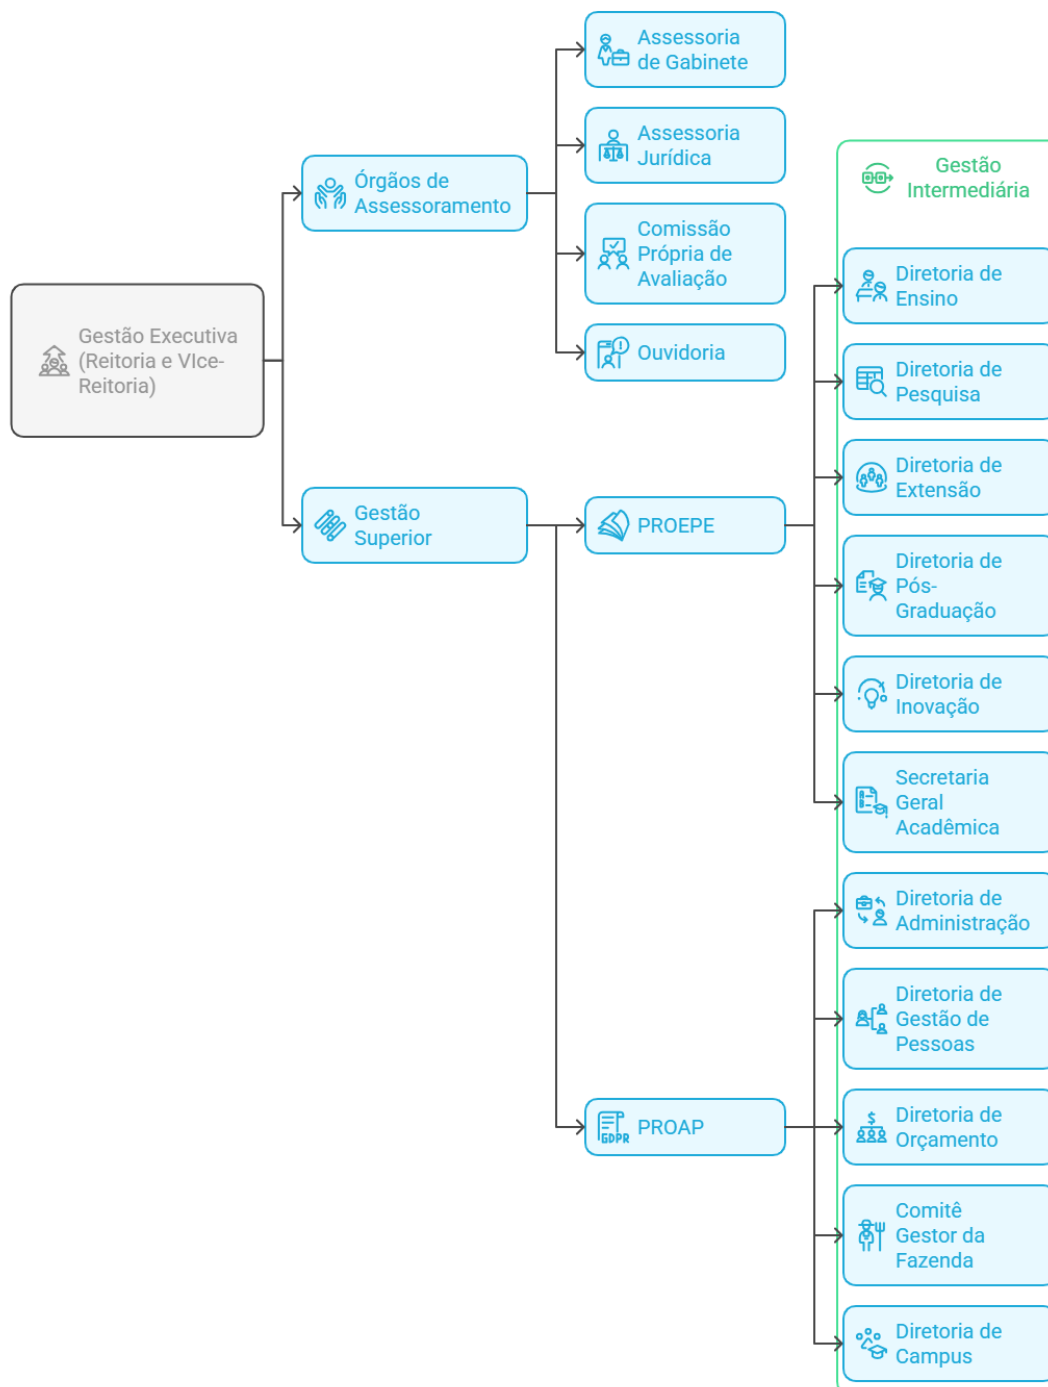 Assessoria
de Gabinete
Assessoria
Jurídica
Gestão
Intermediária
Órgãos de
Assessoramento
Comissão
Própria de
Avaliação
Diretoria de
Ensino
Gestão Executiva
(Reitoria e VIce-
Reitoria)
Ouvidoria
Diretoria de
Pesquisa
Diretoria de
Extensão
Gestão
Superior
PROEPE
Diretoria de
Pós-
Graduação
Diretoria de
Inovação
Secretaria
Geral
Acadêmica
Diretoria de
Administração
Diretoria de
Gestão de
Pessoas
GDPR
PROAP
$
Diretoria de
Orçamento
Comitê
Gestor da
Fazenda
Diretoria de
Campus